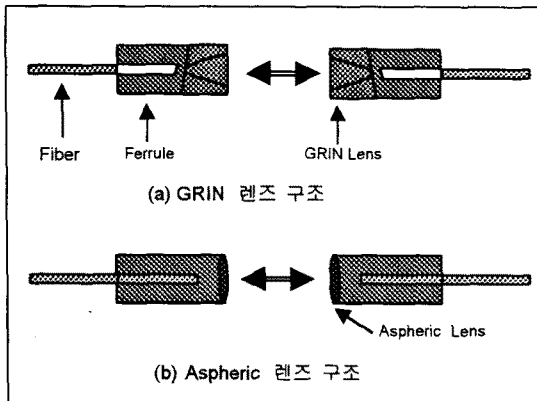 Fiber
Ferrule
GRIN Lens
(a) GRIN 렌즈 구조
Aspheric Lens
(b) Aspheric 렌즈 구조